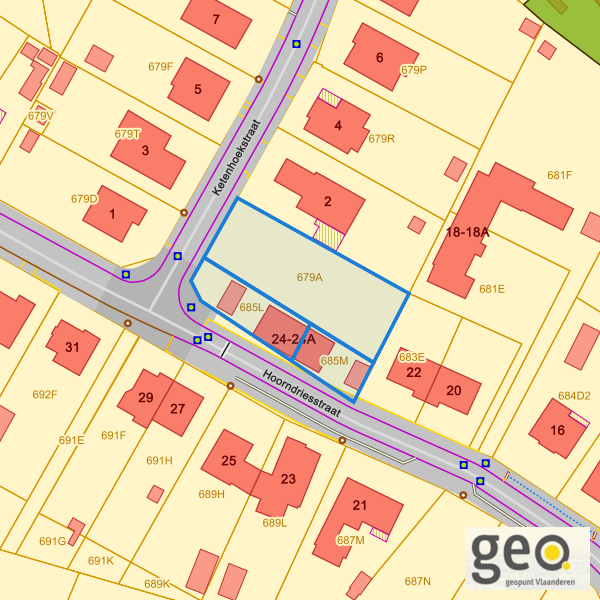 7
6
679F
679P
5
679V
4
679T
679R
3
Ketenhoekstraat
681F
679D
2
1
18-18A
679A
681E
685L
24-24A
31
685M
683E
22
20
Hoorndriesstraat
692F
29
27
684D2
16
691E
691F
691H
25
23
689H
21
689L
687M
691G
691K
689K
687N
geo.
geopunt Vlaanderen